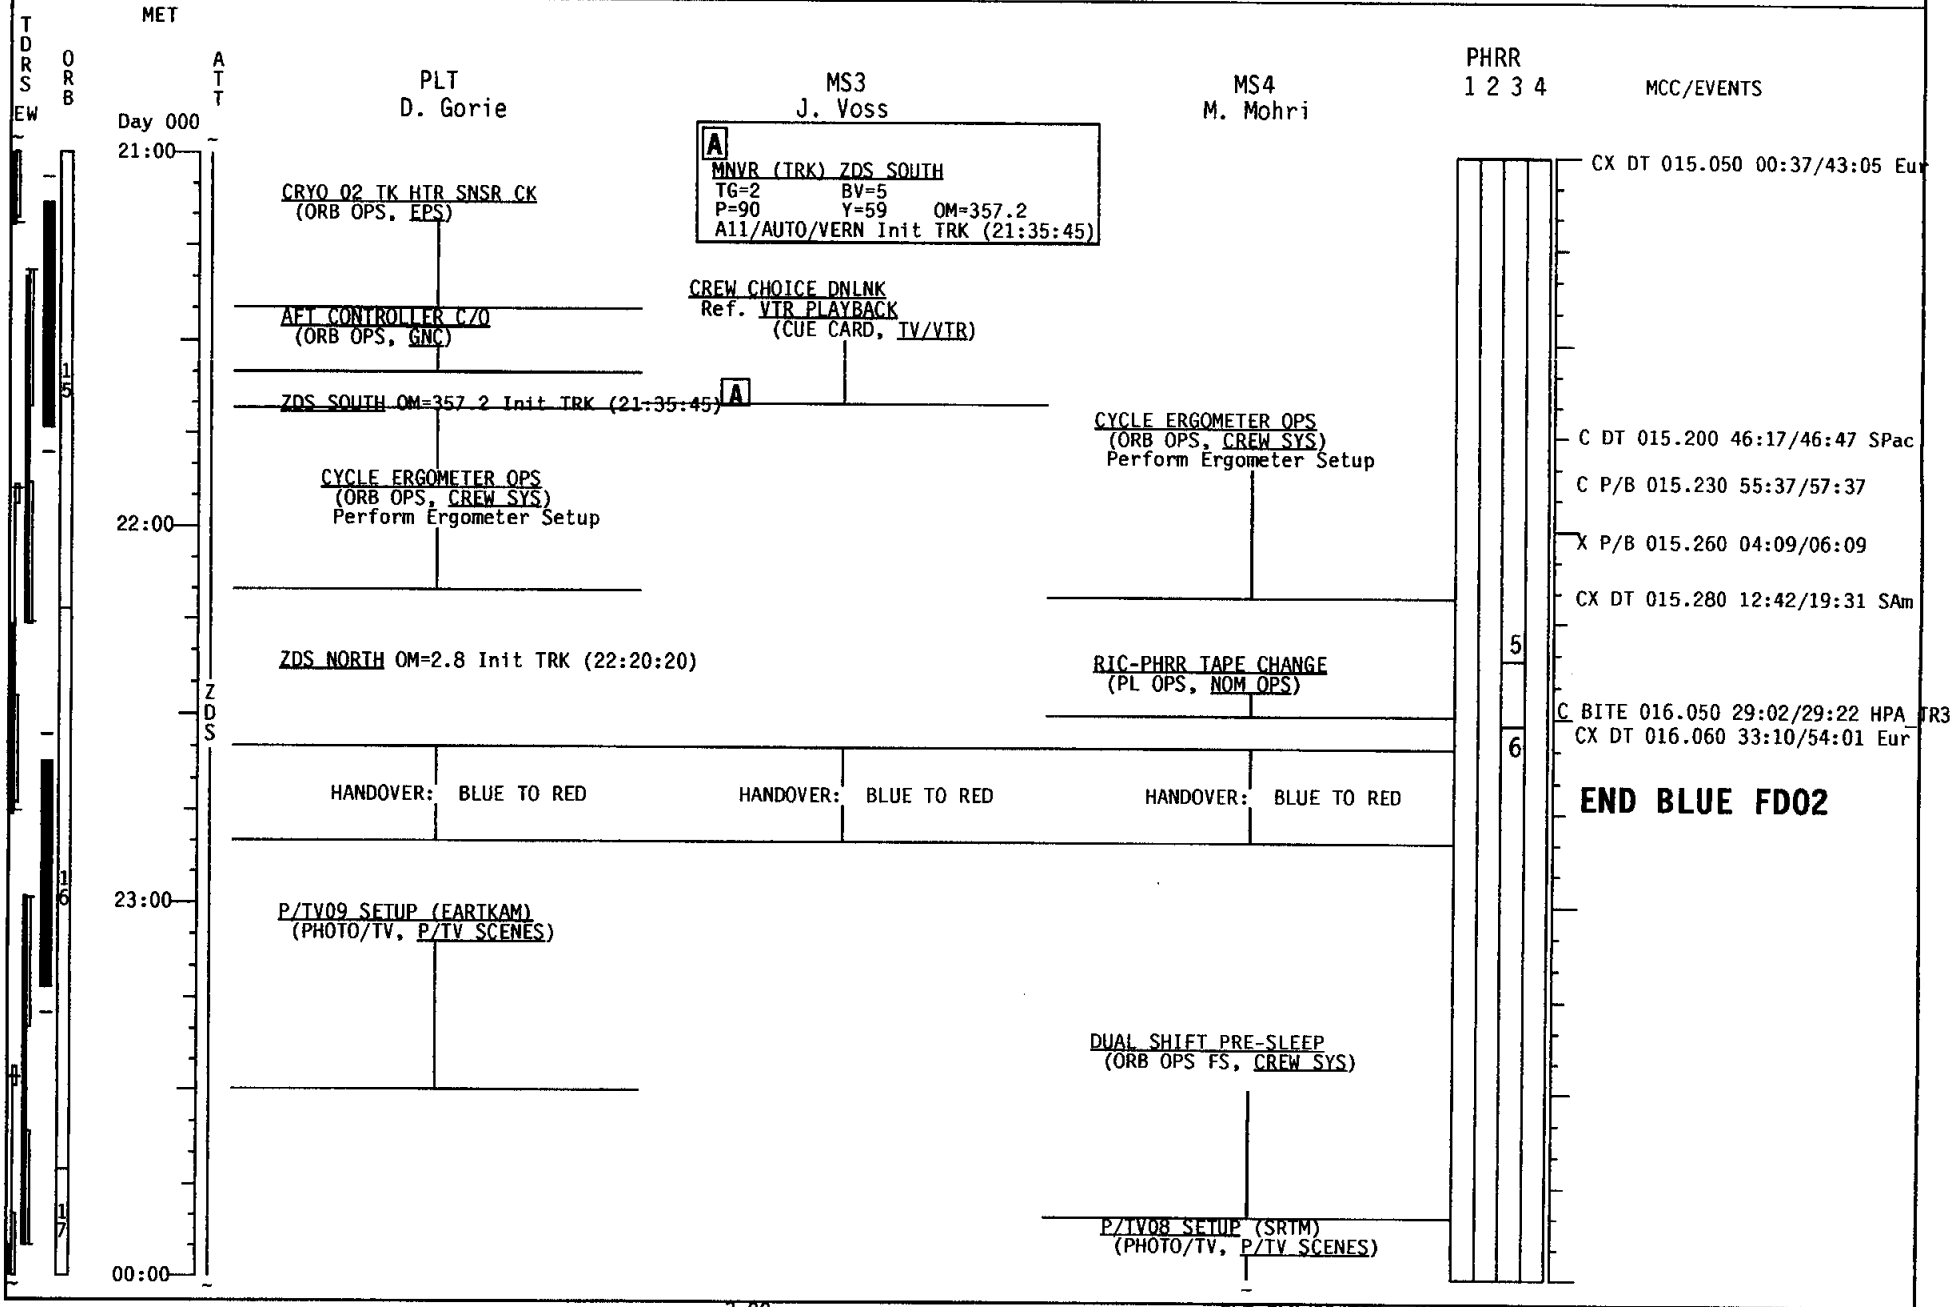 MET
TDRS
EW
ORB
ATT
Day 000
PLT
D. Gorie
MS3
J. Voss
MS4
M. Mohri
PHRR
1 2 3 4
MCC/EVENTS
21:00
22:00
23:00
00:00
15
16
17
ZDS
CRYO O2 TK HTR SNSR CK
(ORB OPS, EPS)
AFT CONTROLLER C/O
(ORB OPS, GNC)
ZDS SOUTH OM=357.2 Init TRK (21:35:45)
A
CYCLE ERGOMETER OPS
(ORB OPS, CREW SYS)
Perform Ergometer Setup
ZDS NORTH OM=2.8 Init TRK (22:20:20)
HANDOVER: BLUE TO RED
P/TV09 SETUP (EARTKAM)
(PHOTO/TV, P/TV SCENES)
A
MNVR (TRK) ZDS SOUTH
TG=2 BV=5
P=90 Y=59 OM=357.2
A11/AUTO/VERN Init TRK (21:35:45)
CREW CHOICE DNLNK
Ref. VTR PLAYBACK
(CUE CARD, TV/VTR)
HANDOVER: BLUE TO RED
CYCLE ERGOMETER OPS
(ORB OPS, CREW SYS)
Perform Ergometer Setup
RIC-PHRR TAPE CHANGE
(PL OPS, NOM OPS)
HANDOVER: BLUE TO RED
DUAL SHIFT PRE-SLEEP
(ORB OPS FS, CREW SYS)
P/TV08 SETUP (SRTM)
(PHOTO/TV, P/TV SCENES)
5
6
CX DT 015.050 00:37/43:05 Eur
C DT 015.200 46:17/46:47 SPac
C P/B 015.230 55:37/57:37
X P/B 015.260 04:09/06:09
CX DT 015.280 12:42/19:31 SAm
C BITE 016.050 29:02/29:22 HPA_TR3
CX DT 016.060 33:10/54:01 Eur
END BLUE FD02